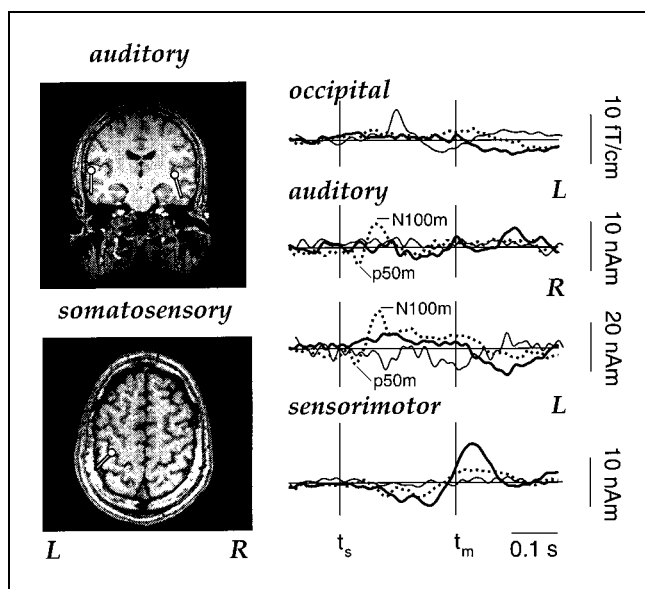 auditory
somatosensory
L R
occipital
10 fT/cm
L
auditory
N100m
p50m
10 nAm
R
N100m
p50m
20 nAm
L
sensorimotor
10 nAm
ts tm 0.1 s